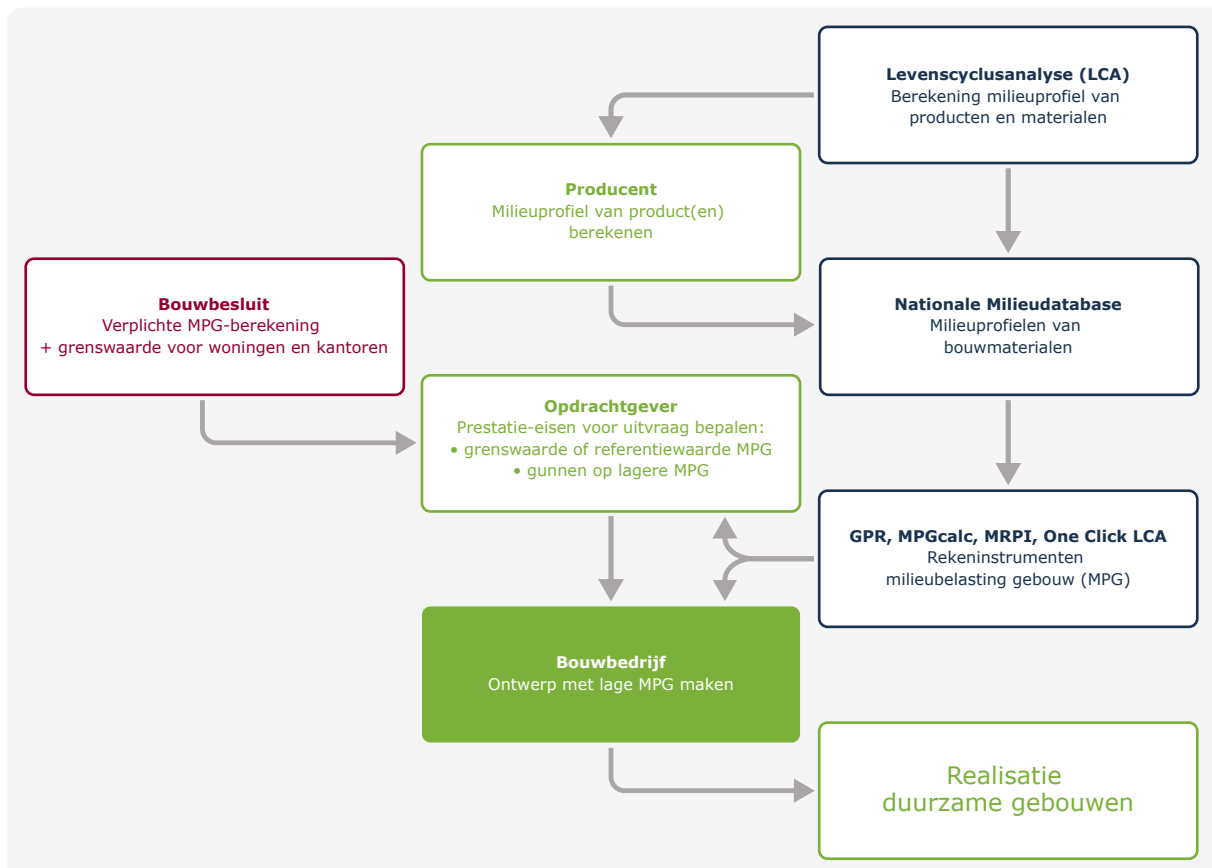 Levenscyclusanalyse (LCA)
Berekening milieuprofiel van
producten en materialen
Producent
Milieuprofiel van product(en)
berekenen
Bouwbesluit
Verplichte MPG-berekening
+ grenswaarde voor woningen en kantoren
Nationale Milieudatabase
Milieuprofielen van
bouwmaterialen
Opdrachtgever
Prestatie-eisen voor uitvraag bepalen:
• grenswaarde of referentiewaarde MPG
• gunnen op lagere MPG
GPR, MPGcalc, MRPI, One Click LCA
Rekeninstrumenten
milieubelasting gebouw (MPG)
Bouwbedrijf
Ontwerp met lage MPG maken
Realisatie
duurzame gebouwen